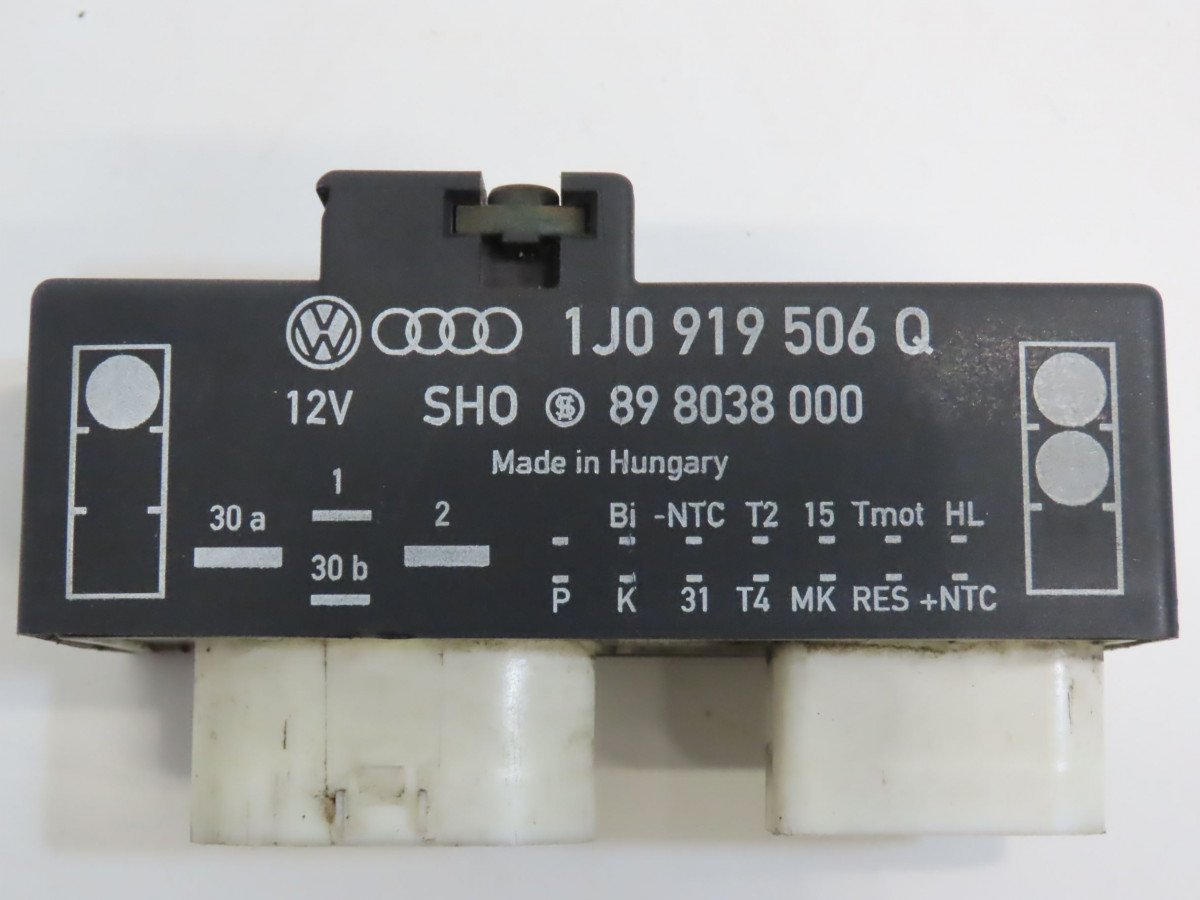 1J0 919 506 Q
12V SHO 89 8038 000
Made in Hungary
30 a 1 2
30 b
Bi -NTC T2 15 Tmot HL
P K 31 T4 MK RES +NTC